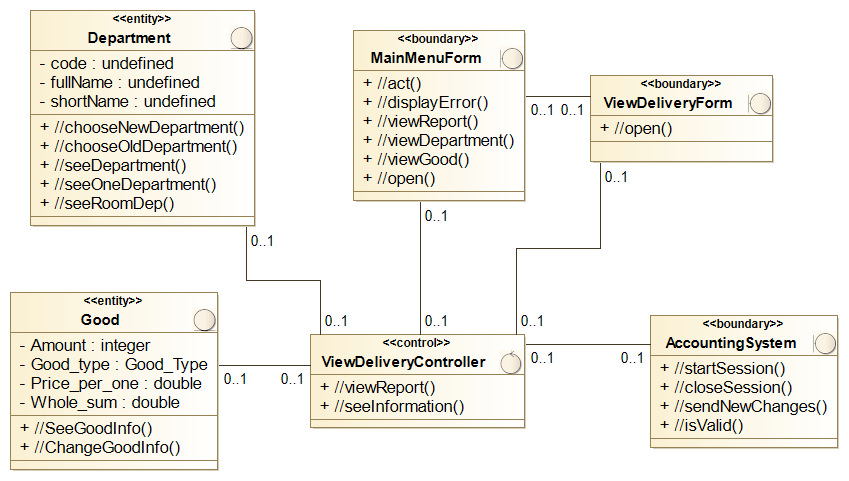 <<entity>>
Department
- code : undefined
- fullName : undefined
- shortName : undefined
+ //chooseNewDepartment()
+ //chooseOldDepartment()
+ //seeDepartment()
+ //seeOneDepartment()
+ //seeRoomDep()
<<boundary>>
MainMenuForm
+ //act()
+ //displayError()
+ //viewReport()
+ //viewDepartment()
+ //viewGood()
+ //open()
<<boundary>>
ViewDeliveryForm
+ //open()
0..1 0..1
0..1
0..1
0..1
0..1 0..1 0..1
<<entity>>
Good
- Amount : integer
- Good_type : Good_Type
- Price_per_one : double
- Whole_sum : double
+ //SeeGoodInfo()
+ //ChangeGoodInfo()
0..1 0..1
<<control>>
ViewDeliveryController
+ //viewReport()
+ //seeInformation()
0..1 0..1
<<boundary>>
AccountingSystem
+ //startSession()
+ //closeSession()
+ //sendNewChanges()
+ //isValid()